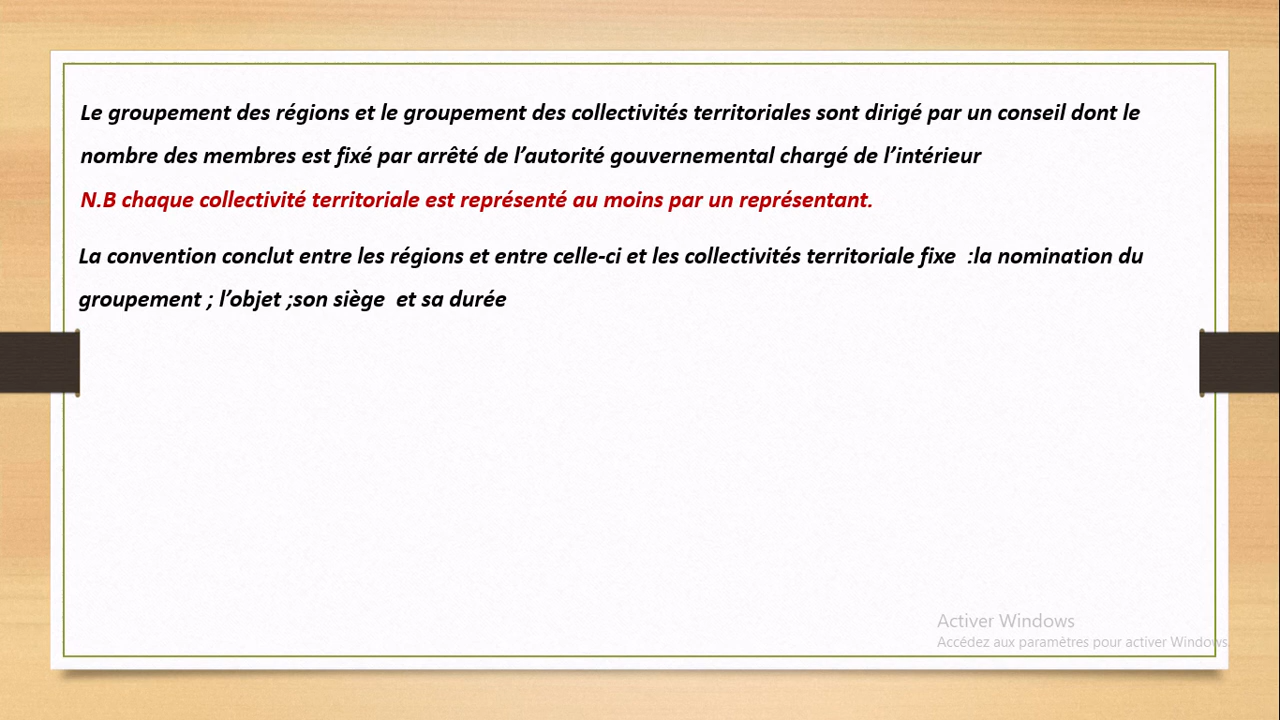 Le groupement des régions et le groupement des collectivités territoriales sont dirigé par un conseil dont le
nombre des membres est fixé par arrêté de l’autorité gouvernemental chargé de l’intérieur
N.B chaque collectivité territoriale est représenté au moins par un représentant.
La convention conclut entre les régions et entre celle-ci et les collectivités territoriale fixe  :la nomination du
groupement ; l’objet ;son siège  et sa durée
Activer Windows
Accédez aux paramètres pour activer Windows.